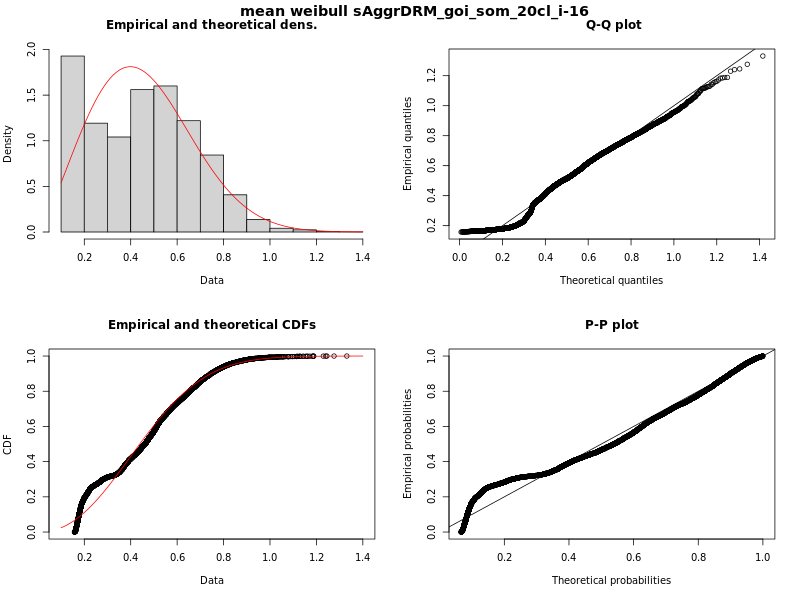 mean weibull sAggrDRM_goi_som_20cl_i-16
Empirical and theoretical dens.
Density
0.0 0.5 1.0 1.5 2.0
0.2 0.4 0.6 0.8 1.0 1.2 1.4
Data
Q-Q plot
Empirical quantiles
0.2 0.4 0.6 0.8 1.0 1.2
0.0 0.2 0.4 0.6 0.8 1.0 1.2 1.4
Theoretical quantiles
Empirical and theoretical CDFs
CDF
0.0 0.2 0.4 0.6 0.8 1.0
0.2 0.4 0.6 0.8 1.0 1.2 1.4
Data
P-P plot
Empirical probabilities
0.0 0.2 0.4 0.6 0.8 1.0
0.2 0.4 0.6 0.8 1.0
Theoretical probabilities